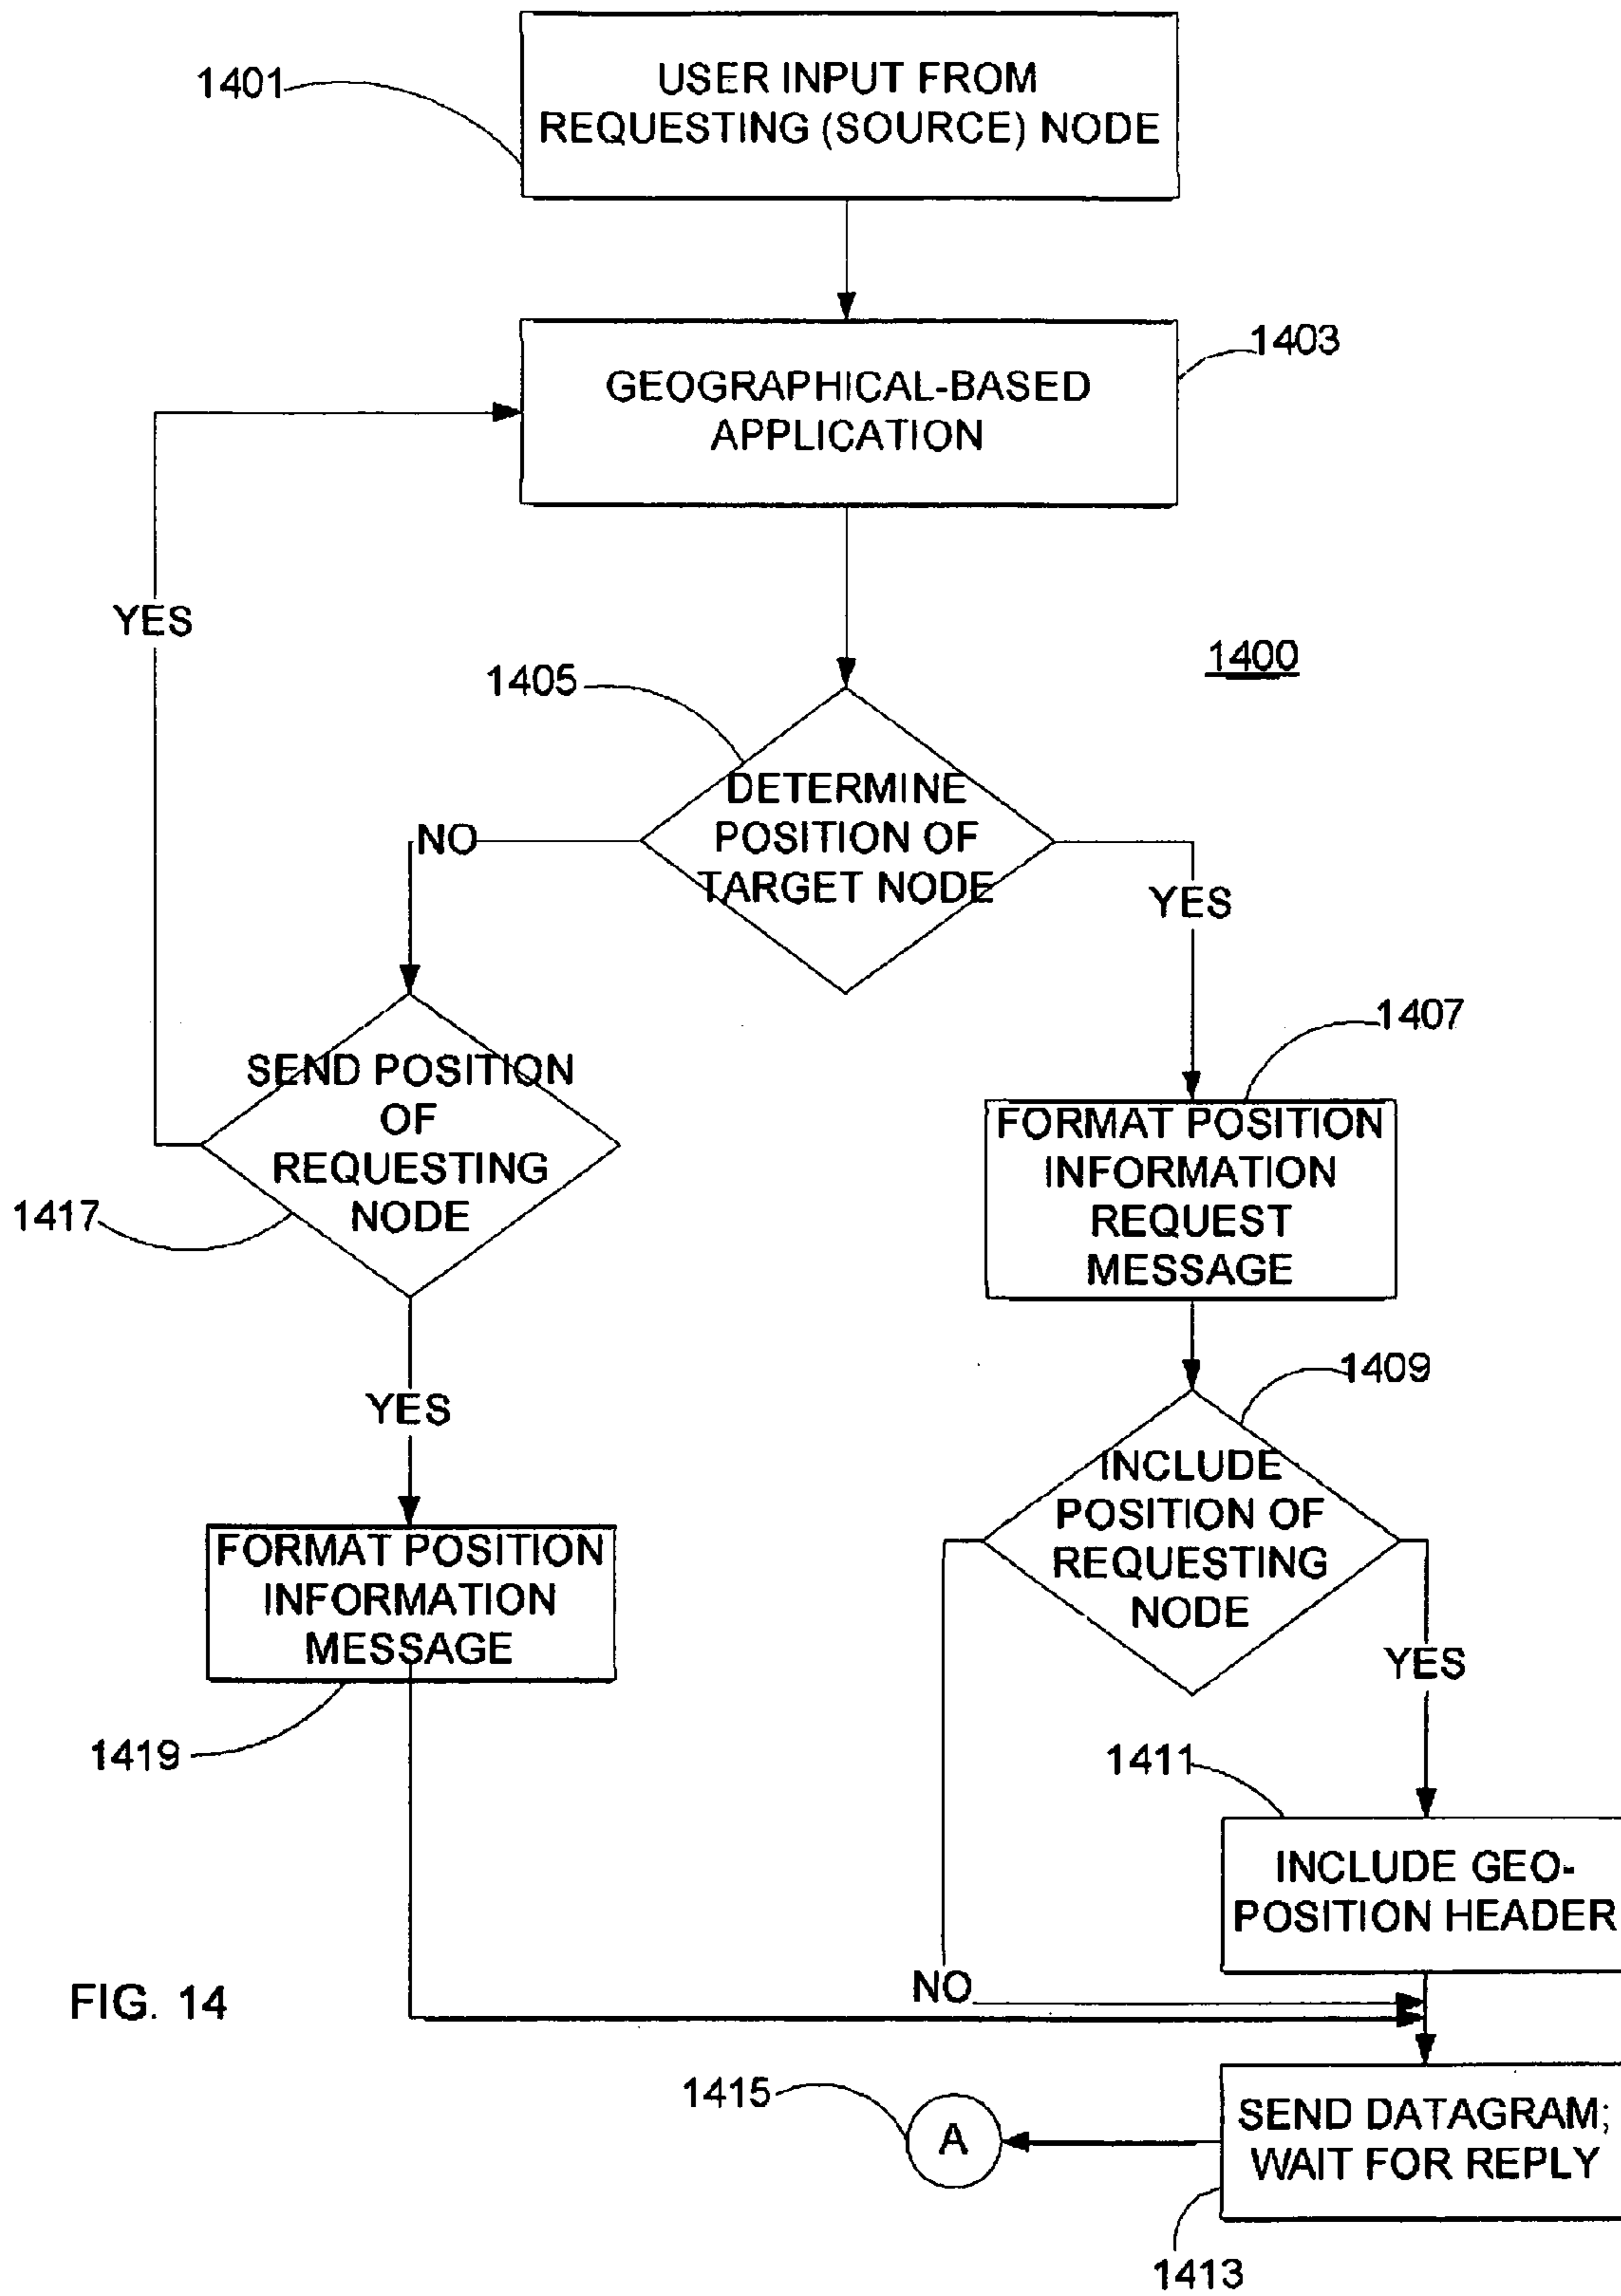 1401
USER INPUT FROM
REQUESTING (SOURCE) NODE
1403
GEOGRAPHICAL-BASED
APPLICATION
YES
1400
1405
DETERMINE
POSITION OF
TARGET NODE
NO
YES
1407
SEND POSITION
OF
REQUESTING
NODE
1417
FORMAT POSITION
INFORMATION
REQUEST
MESSAGE
YES
1409
INCLUDE
POSITION OF
REQUESTING
NODE
FORMAT POSITION
INFORMATION
MESSAGE
YES
1419
1411
INCLUDE GEO-
POSITION HEADER
NO
FIG. 14
1415
A
SEND DATAGRAM;
WAIT FOR REPLY
1413